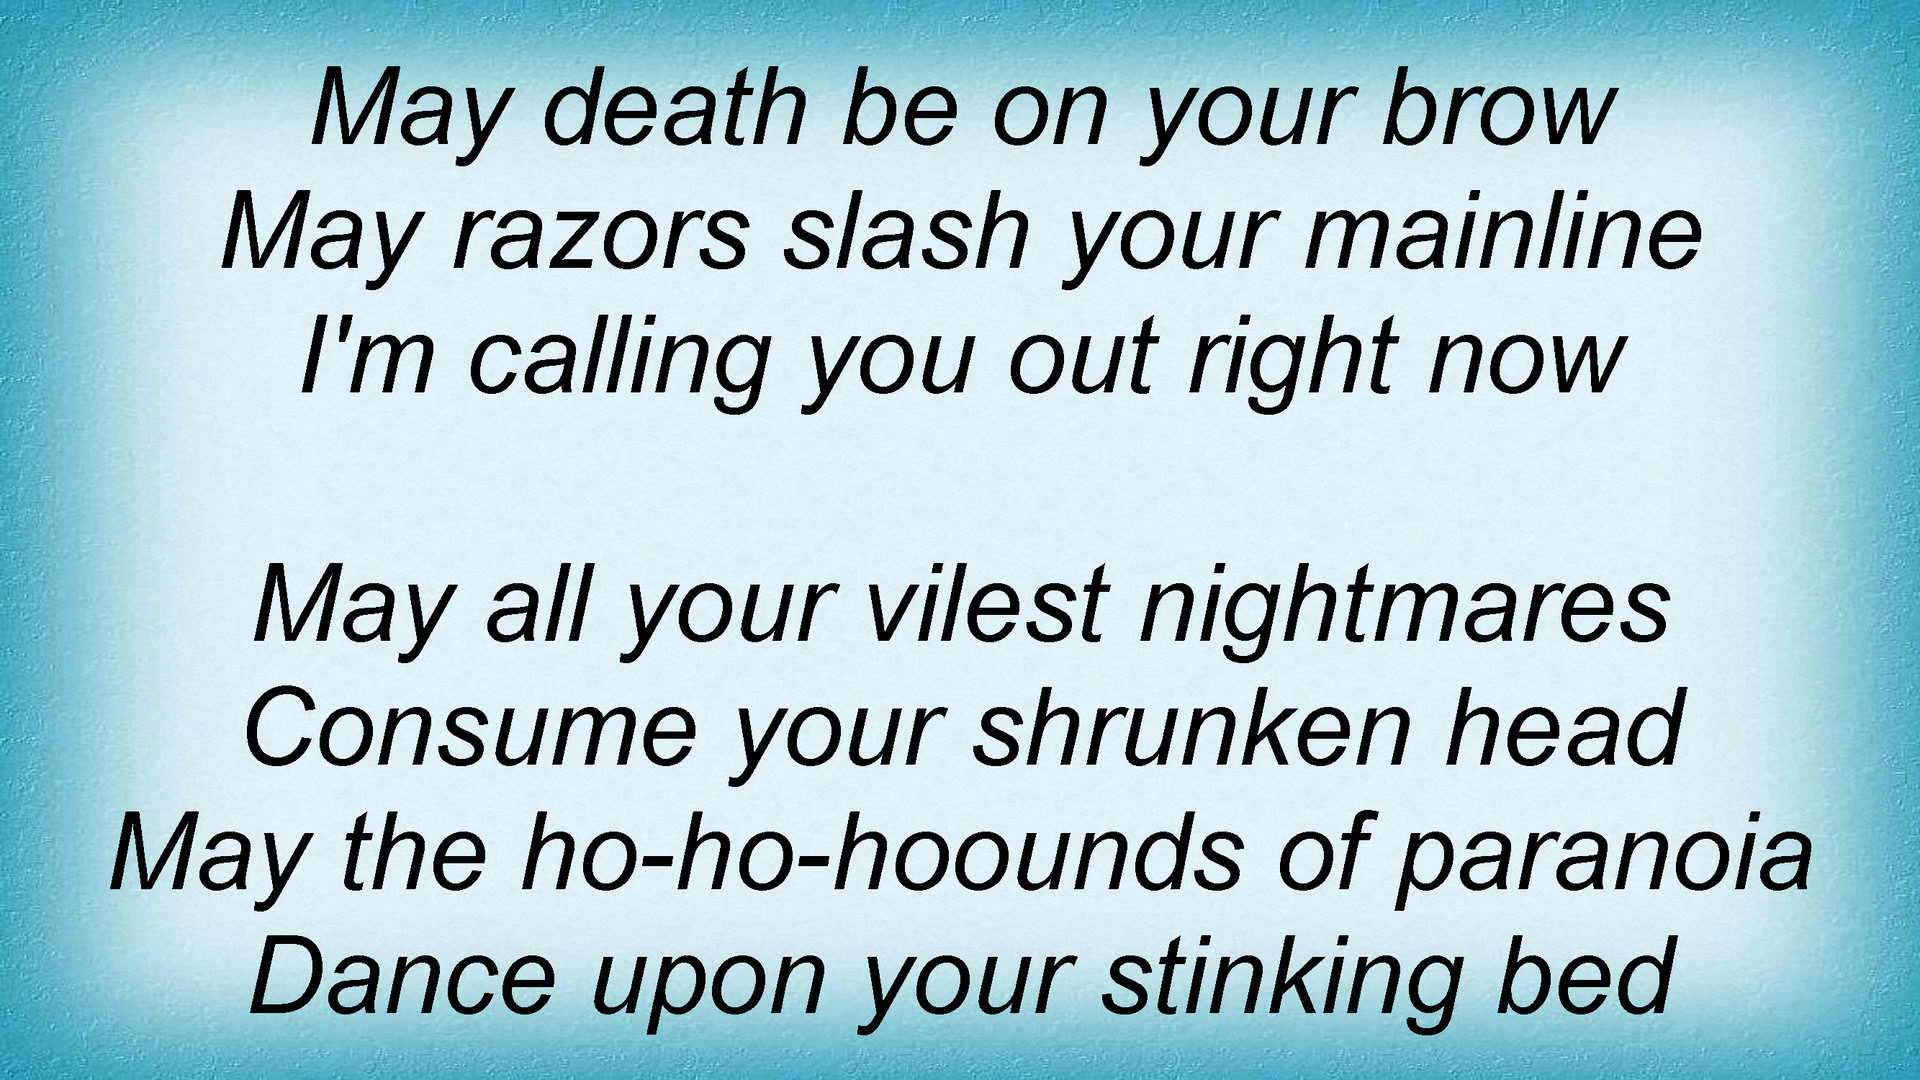 May death be on your brow
May razors slash your mainline
I'm calling you out right now

May all your vilest nightmares
Consume your shrunken head
May the ho-ho-hoounds of paranoia
Dance upon your stinking bed